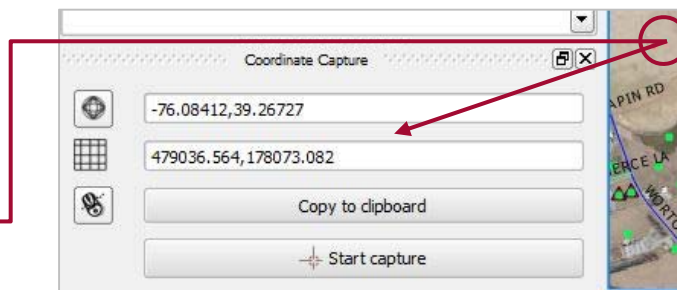 Coordinate Capture
-76.08412,39.26727
479036.564,178073.082
Copy to clipboard
Start capture
APIN RD
ERCE LA
WORTO